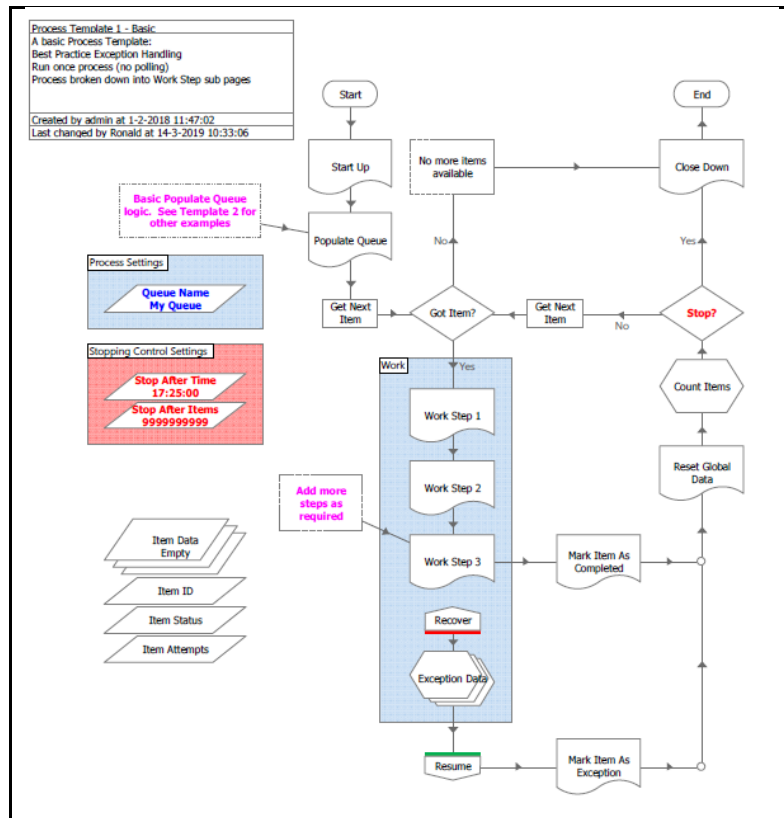 Process Template 1 - Basic
A basic Process Template:
Best Practice Exception Handling
Run once process (no polling)
Process broken down into Work Step sub pages
Created by admin at 1-2-2018 11:47:02
Last changed by Ronald at 14-3-2019 10:33:06
Start
End
Start Up
No more items
available
Close Down
Basic Populate Queue
logic. See Template 2 for
other examples
Populate Queue
No
Yes
Process Settings
Queue Name
My Queue
Get Next
Item
Got Item?
Get Next
Item
No
Stop?
Stopping Control Settings
Stop After Time
17:25:00
Stop After Items
9999999999
Work
Yes
Count Items
Work Step 1
Work Step 2
Reset Global
Data
Add more
steps as
required
Work Step 3
Mark Item As
Completed
Item Data
Empty
Item ID
Item Status
Item Attempts
Recover
Exception Data
Resume
Mark Item As
Exception